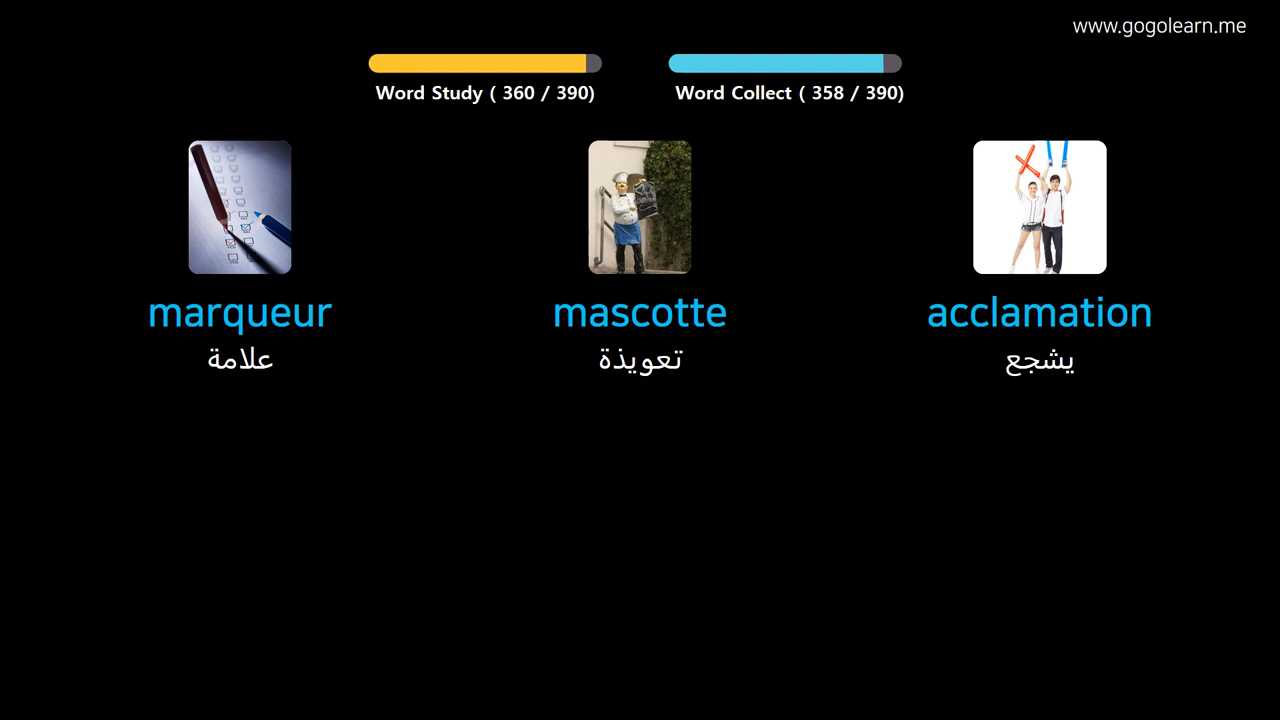 www.gogolearn.me
Word Study ( 360 / 390)
Word Collect ( 358 / 390)
marqueur
علامة
mascotte
تعويذة
acclamation
يشجع